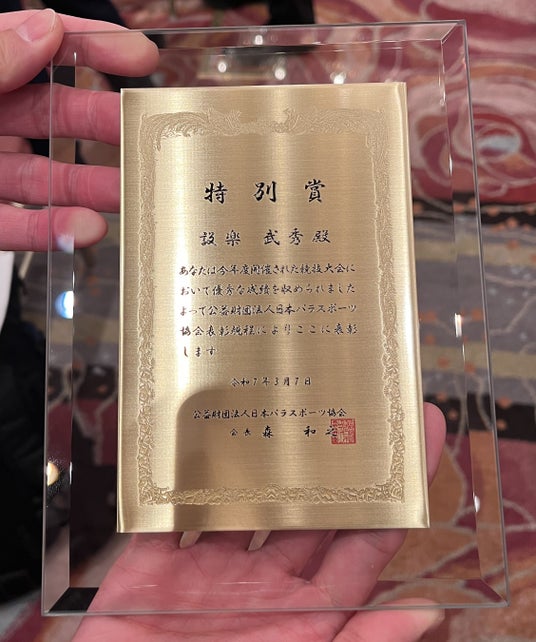 特別賞
設楽 武秀 殿
あなたは今年度開催された競技大会に
おいて優秀な成績を収められました
よって公益財団法人日本パラスポーツ
協会表彰規程によりここに表彰
します
令和7年3月7日
公益財団法人日本パラスポーツ協会
会長 森 和之